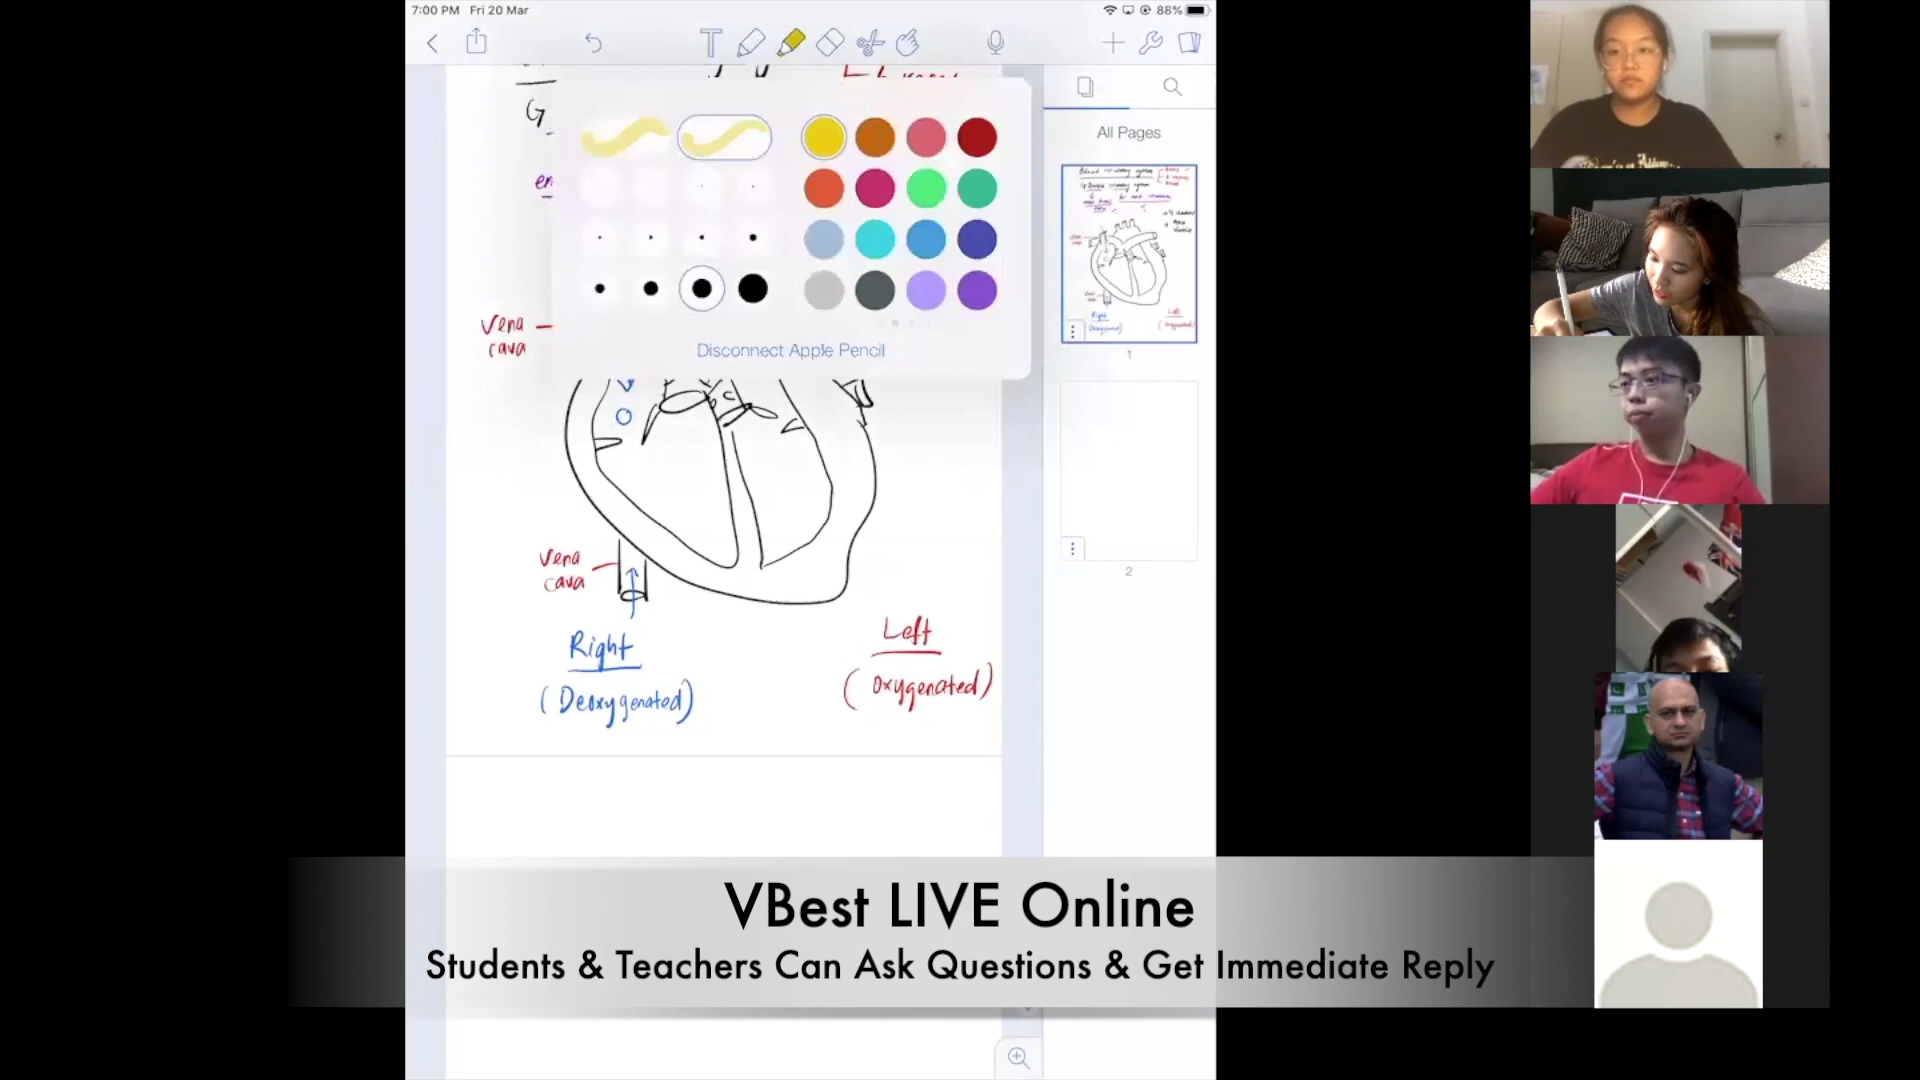 7:00 PM Fri 20 Mar
88%
G
en
All Pages
Vena
cava
Disconnect Apple Pencil
1
Vena
cava
2
Right
(Deoxygenated)
Left
(Oxygenated)
VBest LIVE Online
Students & Teachers Can Ask Questions & Get Immediate Reply